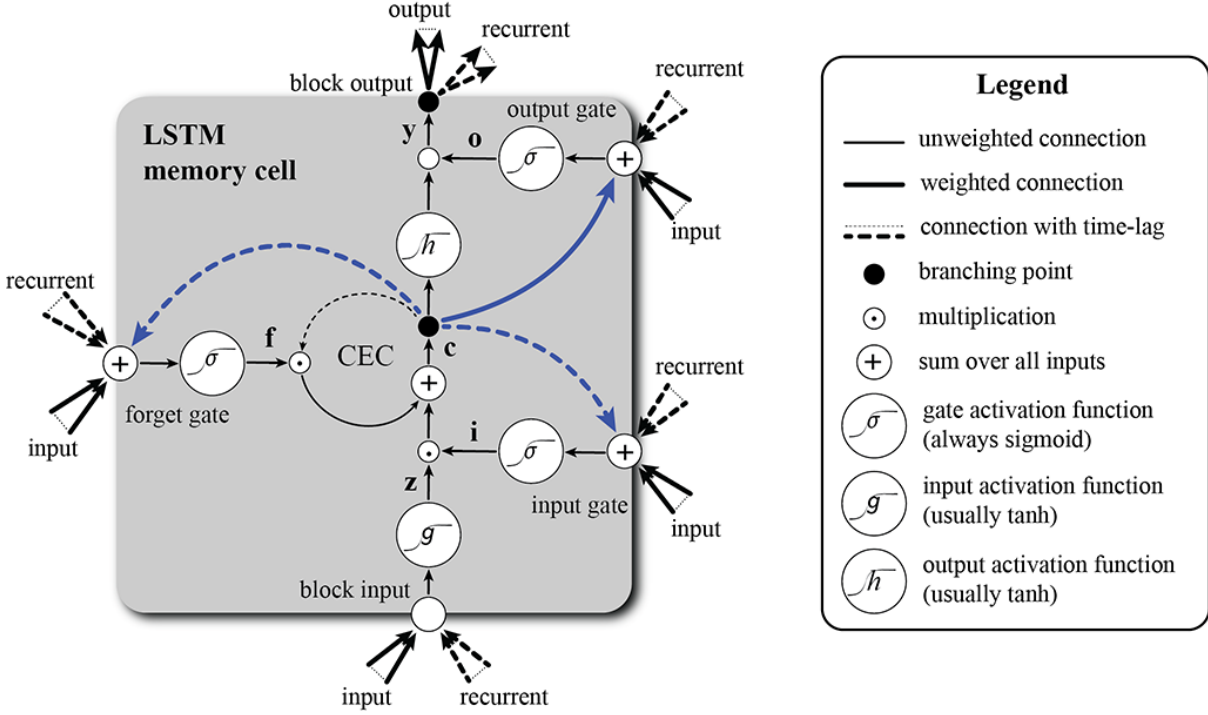 output
recurrent
block output
recurrent
output gate
LSTM
memory cell
y
o
σ
+
input
h
recurrent
f
CEC
c
recurrent
+
σ
+
forget gate
input
i
σ
+
z
input gate
input
g
block input
input
recurrent
Legend
unweighted connection
weighted connection
connection with time-lag
branching point
multiplication
+
sum over all inputs
σ
gate activation function
(always sigmoid)
g
input activation function
(usually tanh)
h
output activation function
(usually tanh)